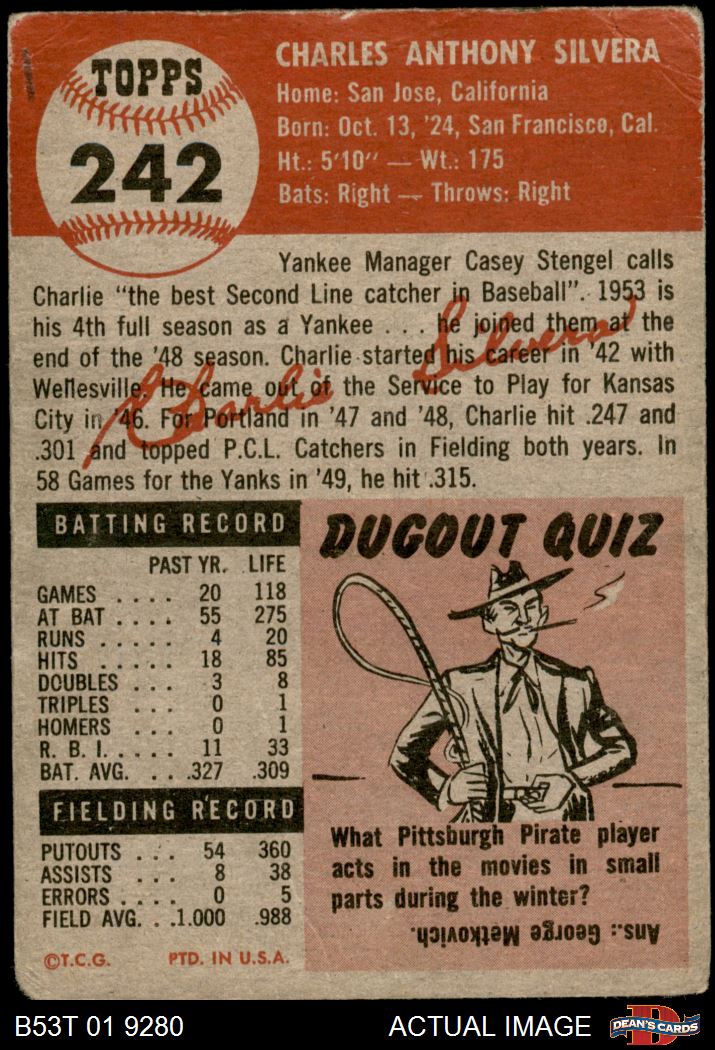 TOPPS
242
CHARLES ANTHONY SILVERA
Home: San Jose, California
Born: Oct. 13, '24, San Francisco, Cal.
Ht.: 5'10" — Wt.: 175
Bats: Right — Throws: Right
Yankee Manager Casey Stengel calls
Charlie "the best Second Line catcher in Baseball". 1953 is
his 4th full season as a Yankee . . . he joined them at the
end of the '48 season. Charlie started his career in '42 with
Wellesville. He came out of the Service to Play for Kansas
City in '46. For Portland in '47 and '48, Charlie hit .247 and
.301 and topped P.C.L. Catchers in Fielding both years. In
58 Games for the Yanks in '49, he hit .315.
Charlie Silvera
BATTING RECORD
PAST YR. LIFE
GAMES . . . . 20 118
AT BAT . . . . 55 275
RUNS . . . . . 4 20
HITS . . . . . 18 85
DOUBLES . . . 3 8
TRIPLES . . . 0 1
HOMERS . . . 0 1
R. B. I. . . . . . 11 33
BAT. AVG. . . . .327 .309
FIELDING RECORD
PUTOUTS . . . 54 360
ASSISTS . . . 8 38
ERRORS . . . . 0 5
FIELD AVG. . . .1.000 .988
©T.C.G. PTD. IN U.S.A.
DUGOUT QUIZ
What Pittsburgh Pirate player
acts in the movies in small
parts during the winter?
Ans.: George Metkovich.
B53T 01 9280
ACTUAL IMAGE
D
DEAN'S CARDS